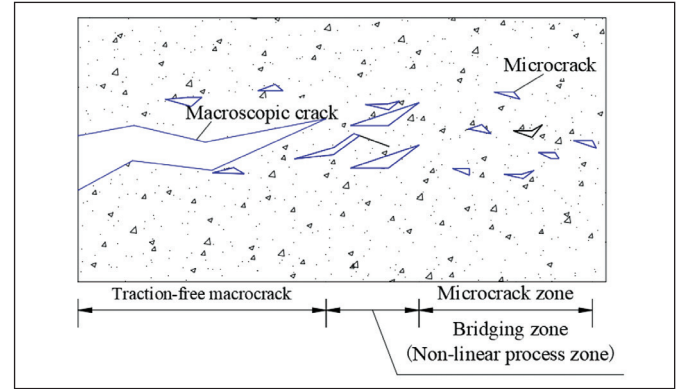 Microcrack
Macroscopic crack
Traction-free macrocrack
Microcrack zone
Bridging zone
(Non-linear process zone)